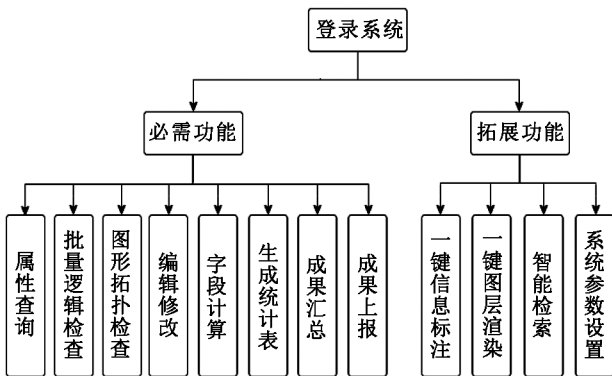 登录系统
必需功能
拓展功能
属性查询
批量逻辑检查
图形拓扑检查
编辑修改
字段计算
生成统计表
成果汇总
成果上报
一键信息标注
一键图层渲染
智能检索
系统参数设置